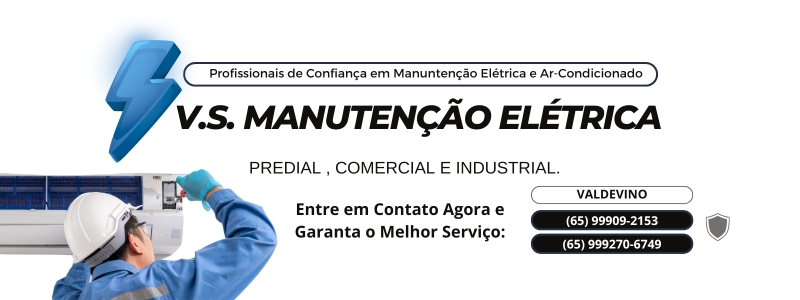 Profissionais de Confiança em Manuntenção Elétrica e Ar-Condicionado
V.S. MANUTENÇÃO ELÉTRICA
PREDIAL , COMERCIAL E INDUSTRIAL.
Entre em Contato Agora e
Garanta o Melhor Serviço:
VALDEVINO
(65) 99909-2153
(65) 999270-6749